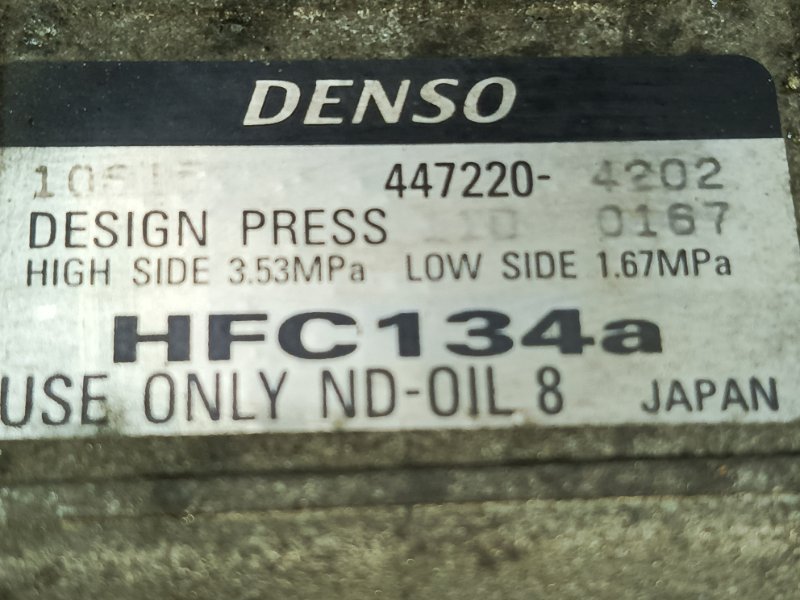 DENSO
447220- 4202
DESIGN PRESS 0167
HIGH SIDE 3.53MPa LOW SIDE 1.67MPa
HFC134a
USE ONLY ND-OIL 8 JAPAN